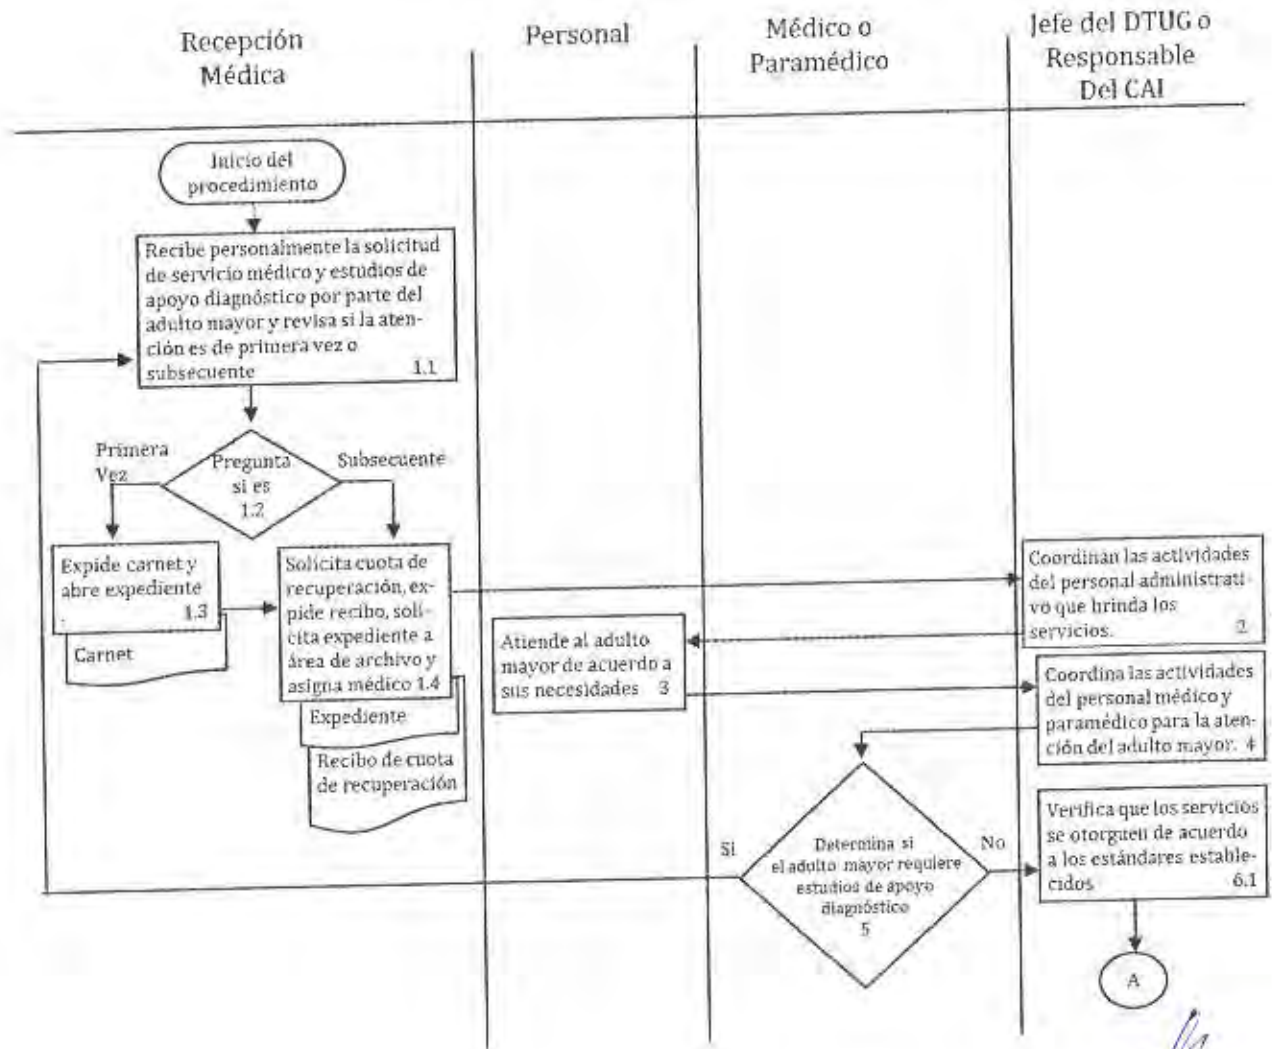 Recepción
Médica
Personal
Médico o
Paramédico
Jefe del DTUG o
Responsable
Del CAI
Inicio del
procedimiento
Recibe personalmente la solicitud
de servicio médico y estudios de
apoyo diagnóstico por parte del
adulto mayor y revisa si la aten-
ción es de primera vez o
subsecuente 1.1
Primera
Vez
Pregunta
si es
1.2
Subsecuente
Expide carnet y
abre expediente
1.3
Carnet
Solicita cuota de
recuperación, ex-
pide recibo, soli-
cita expediente a
área de archivo y
asigna médico 1.4
Expediente
Recibo de cuota
de recuperación
Coordinan las actividades
del personal administrati-
vo que brinda los
servicios. 2
Atiende al adulto
mayor de acuerdo a
sus necesidades 3
Coordina las actividades
del personal médico y
paramédico para la aten-
ción del adulto mayor. 4
Si
Determina si
el adulto mayor requiere
estudios de apoyo
diagnóstico
5
No
Verifica que los servicios
se otorguen de acuerdo
a los estándares estable-
cidos 6.1
A